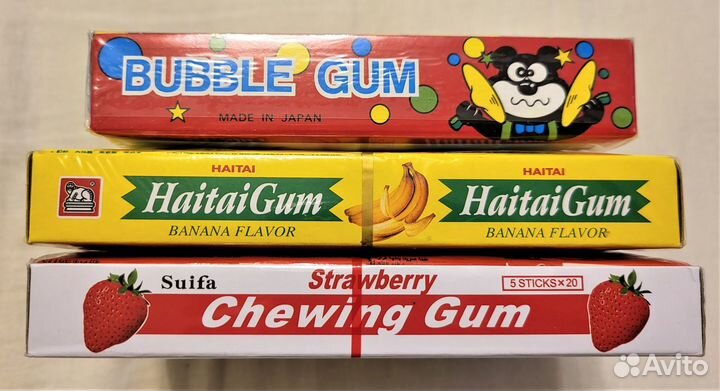 BUBBLE GUM
MADE IN JAPAN
HAITAI HAITAI
HaitaiGum HaitaiGum
BANANA FLAVOR BANANA FLAVOR
Suifa Strawberry 5 STICKS×20
Chewing Gum
Avito